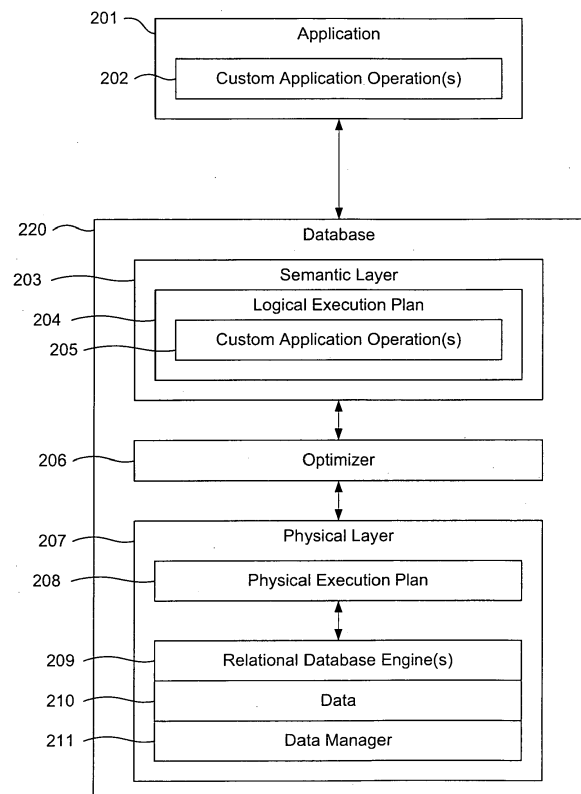 201
Application
202
Custom Application Operation(s)
220
Database
203
Semantic Layer
204
Logical Execution Plan
205
Custom Application Operation(s)
206
Optimizer
207
Physical Layer
208
Physical Execution Plan
209
Relational Database Engine(s)
210
Data
211
Data Manager